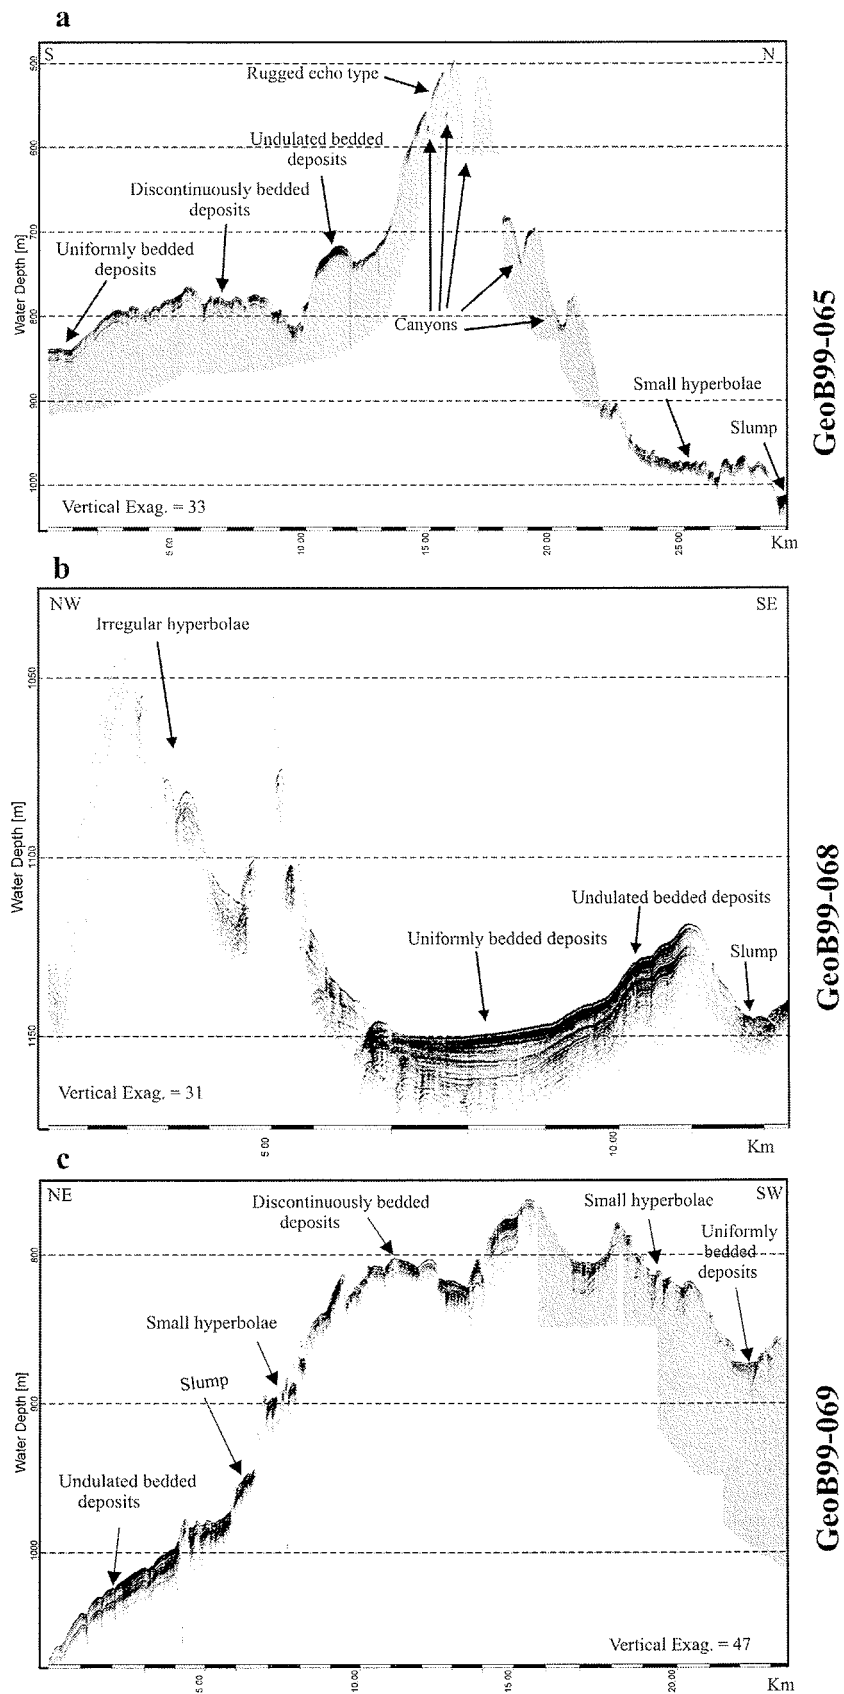 a
S
N
500
Rugged echo type
Undulated bedded
deposits
600
Discontinuously bedded
deposits
700
Uniformly bedded
deposits
Water Depth [m]
800
Canyons
Small hyperbolae
900
Slump
1000
Vertical Exag. = 33
5.00
10.00
15.00
20.00
25.00
Km
GeoB99-065
b
NW
SE
Irregular hyperbolae
1050
Water Depth [m]
1100
Undulated bedded deposits
Uniformly bedded deposits
Slump
1150
Vertical Exag. = 31
5.00
10.00
Km
GeoB99-068
c
NE
SW
Discontinuously bedded
deposits
Small hyperbolae
Uniformly
bedded
deposits
800
Small hyperbolae
Slump
900
Water Depth [m]
Undulated bedded
deposits
1000
Vertical Exag. = 47
5.00
10.00
15.00
20.00
Km
GeoB99-069